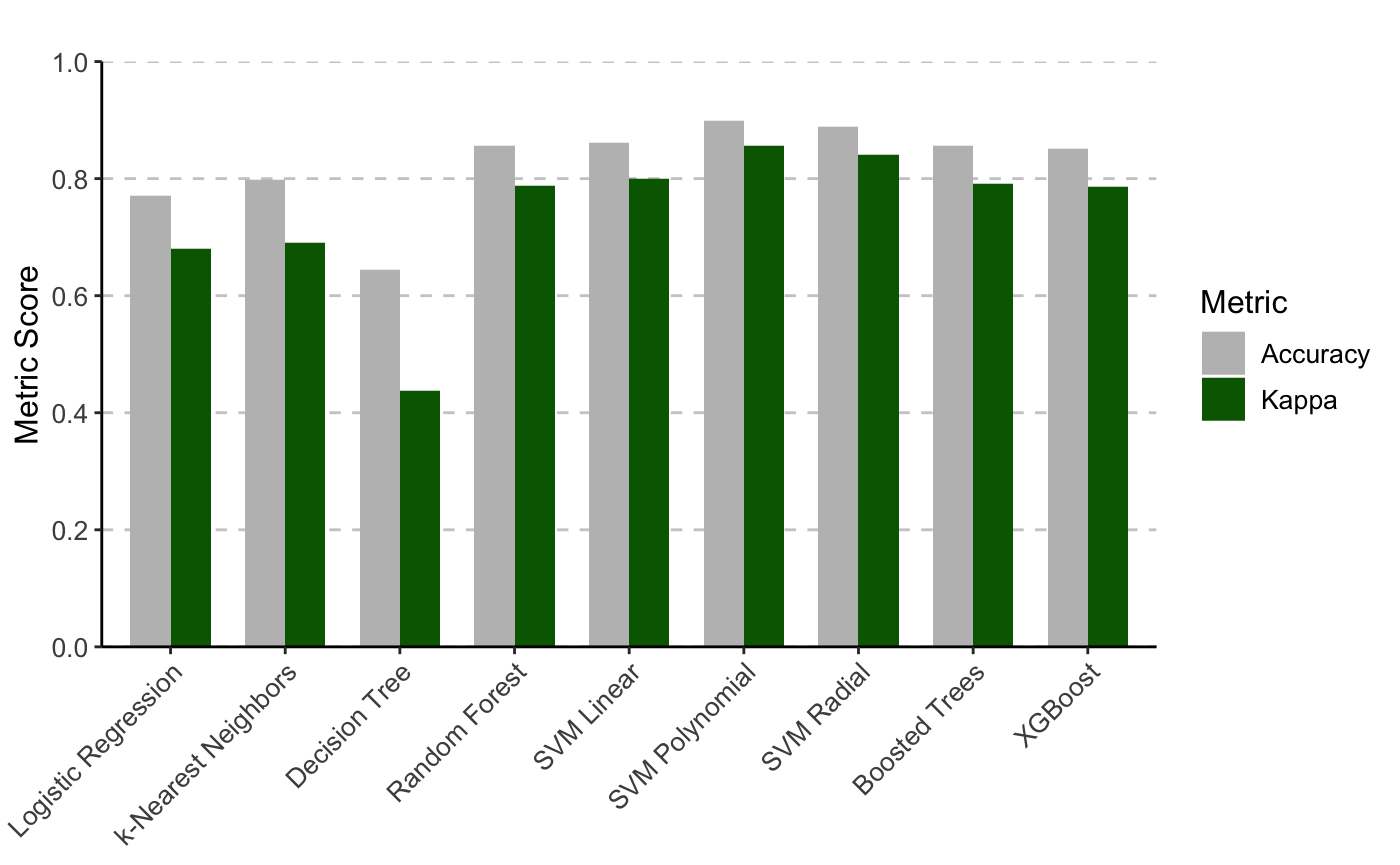 1.0
0.8
0.6
0.4
0.2
0.0
Metric Score
Logistic Regression
k-Nearest Neighbors
Decision Tree
Random Forest
SVM Linear
SVM Polynomial
SVM Radial
Boosted Trees
XGBoost
Metric
Accuracy
Kappa